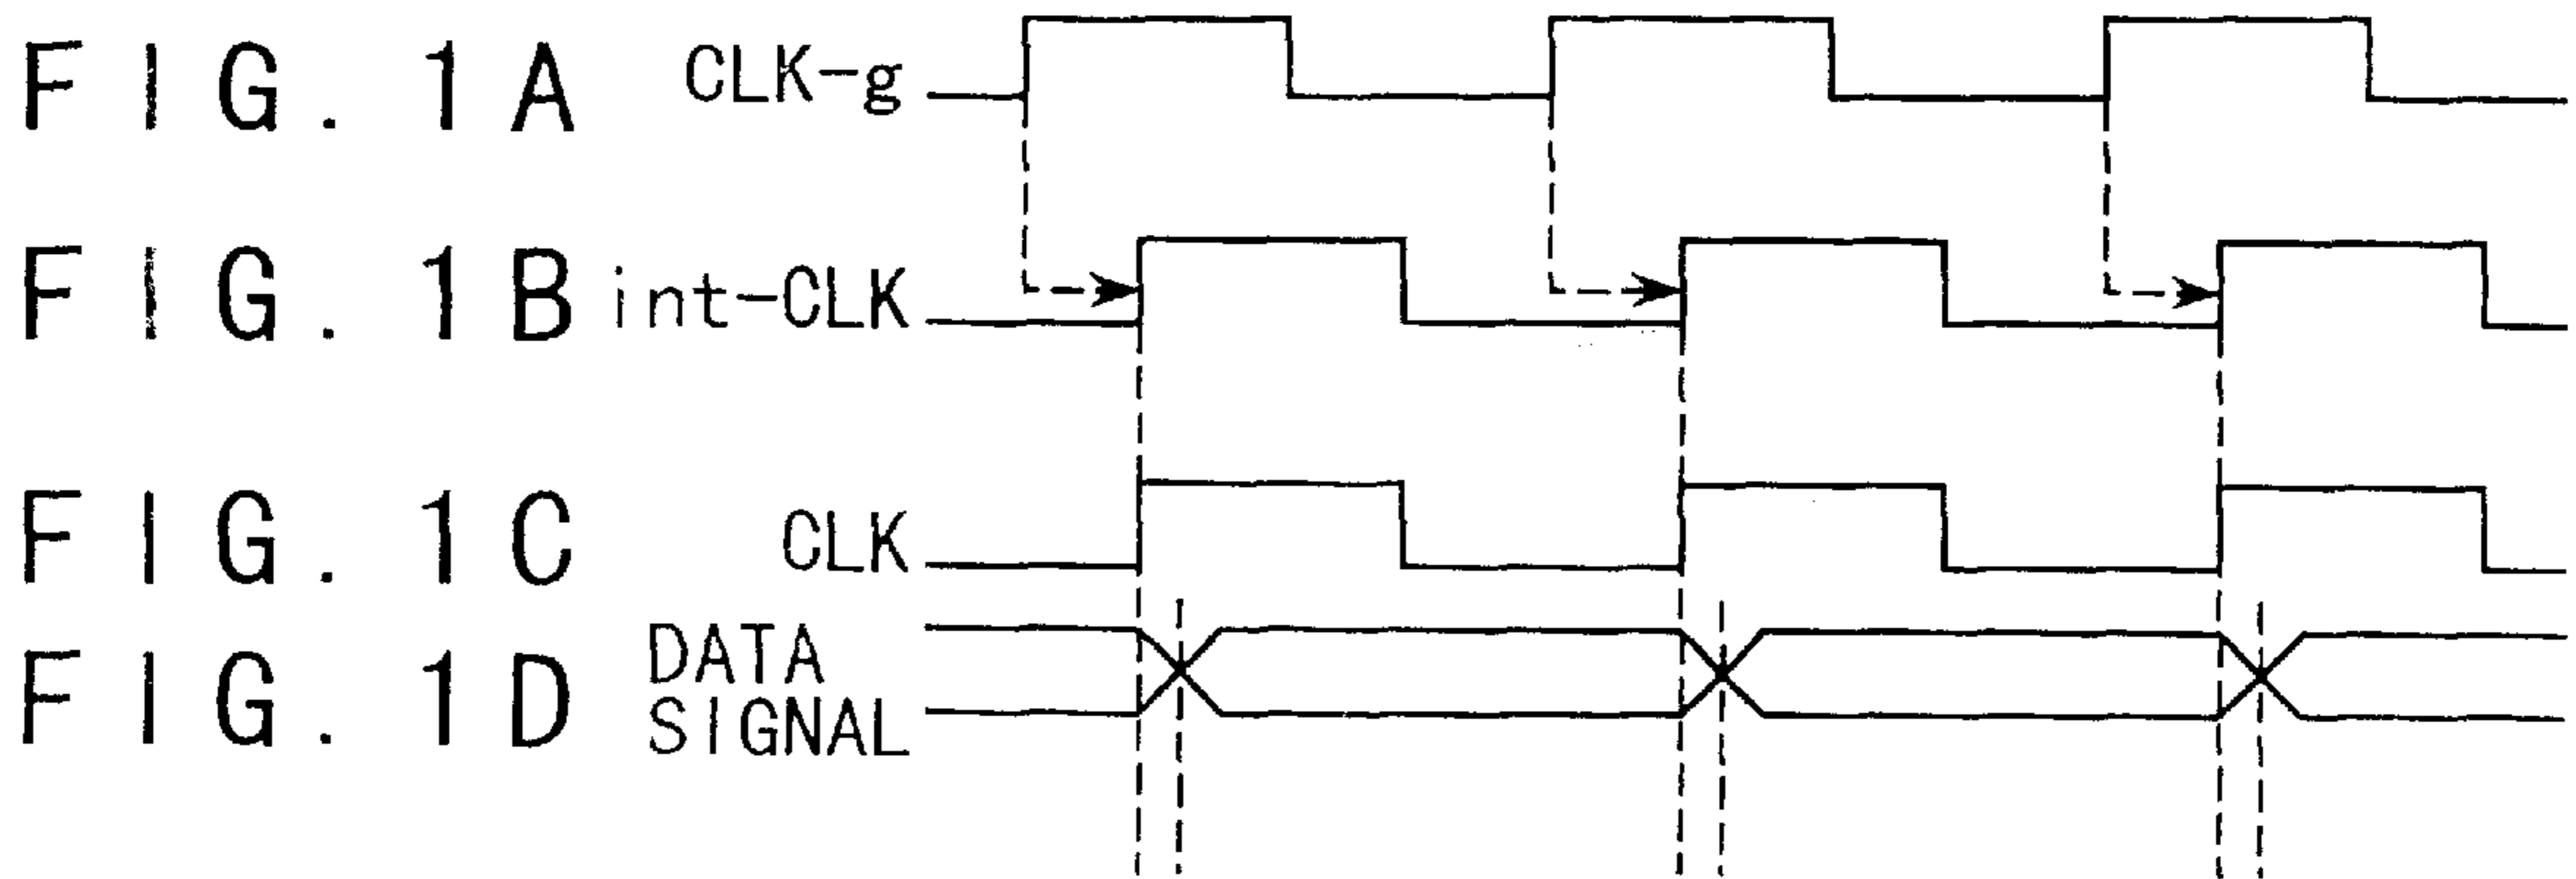 FIG. 1A CLK-g
FIG. 1B int-CLK
FIG. 1C CLK
FIG. 1D DATA
SIGNAL